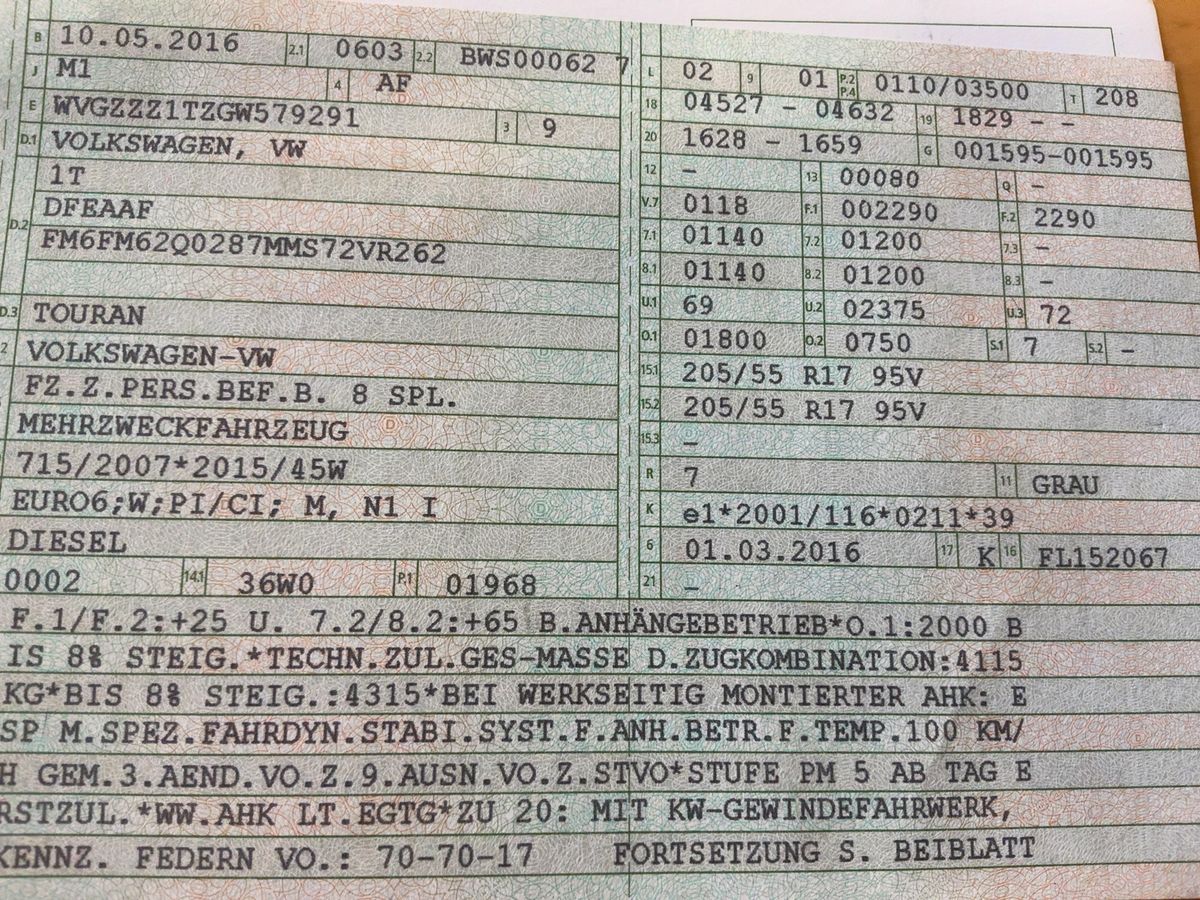 B 10.05.2016 2.1 0603 2.2 BWS00062 7
J M1 4 AF
E WVGZZZ1TZGW579291 3 9
D.1 VOLKSWAGEN, VW
1T
D.2 DFEAAF
FM6FM62Q0287MMS72VR262
D.3 TOURAN
2 VOLKSWAGEN-VW
FZ.Z.PERS.BEF.B. 8 SPL.
MEHRZWECKFAHRZEUG
715/2007*2015/45W
EURO6;W;PI/CI; M, N1 I
DIESEL
0002 14.1 36W0 P.1 01968
L 02 9 01 P.2 P.4 0110/03500 T 208
18 04527 - 04632 19 1829 - -
20 1628 - 1659 G 001595-001595
12 - 13 00080 Q -
V.7 0118 F.1 002290 F.2 2290
7.1 01140 7.2 01200 7.3 -
8.1 01140 8.2 01200 8.3 -
U.1 69 U.2 02375 U.3 72
O.1 01800 O.2 0750 S.1 7 S.2 -
15.1 205/55 R17 95V
15.2 205/55 R17 95V
15.3 -
R 7 11 GRAU
K e1*2001/116*0211*39
6 01.03.2016 17 K 16 FL152067
21 -
F.1/F.2:+25 U. 7.2/8.2:+65 B.ANHÄNGEBETRIEB*O.1:2000 B
IS 8% STEIG.*TECHN.ZUL.GES-MASSE D.ZUGKOMBINATION:4115
KG*BIS 8% STEIG.:4315*BEI WERKSEITIG MONTIERTER AHK: E
SP M.SPEZ.FAHRDYN.STABI.SYST.F.ANH.BETR.F.TEMP.100 KM/
H GEM.3.AEND.VO.Z.9.AUSN.VO.Z.STVO*STUFE PM 5 AB TAG E
RSTZUL.*WW.AHK LT.EGTG*ZU 20: MIT KW-GEWINDEFAHRWERK,
KENNZ. FEDERN VO.: 70-70-17 FORTSETZUNG S. BEIBLATT